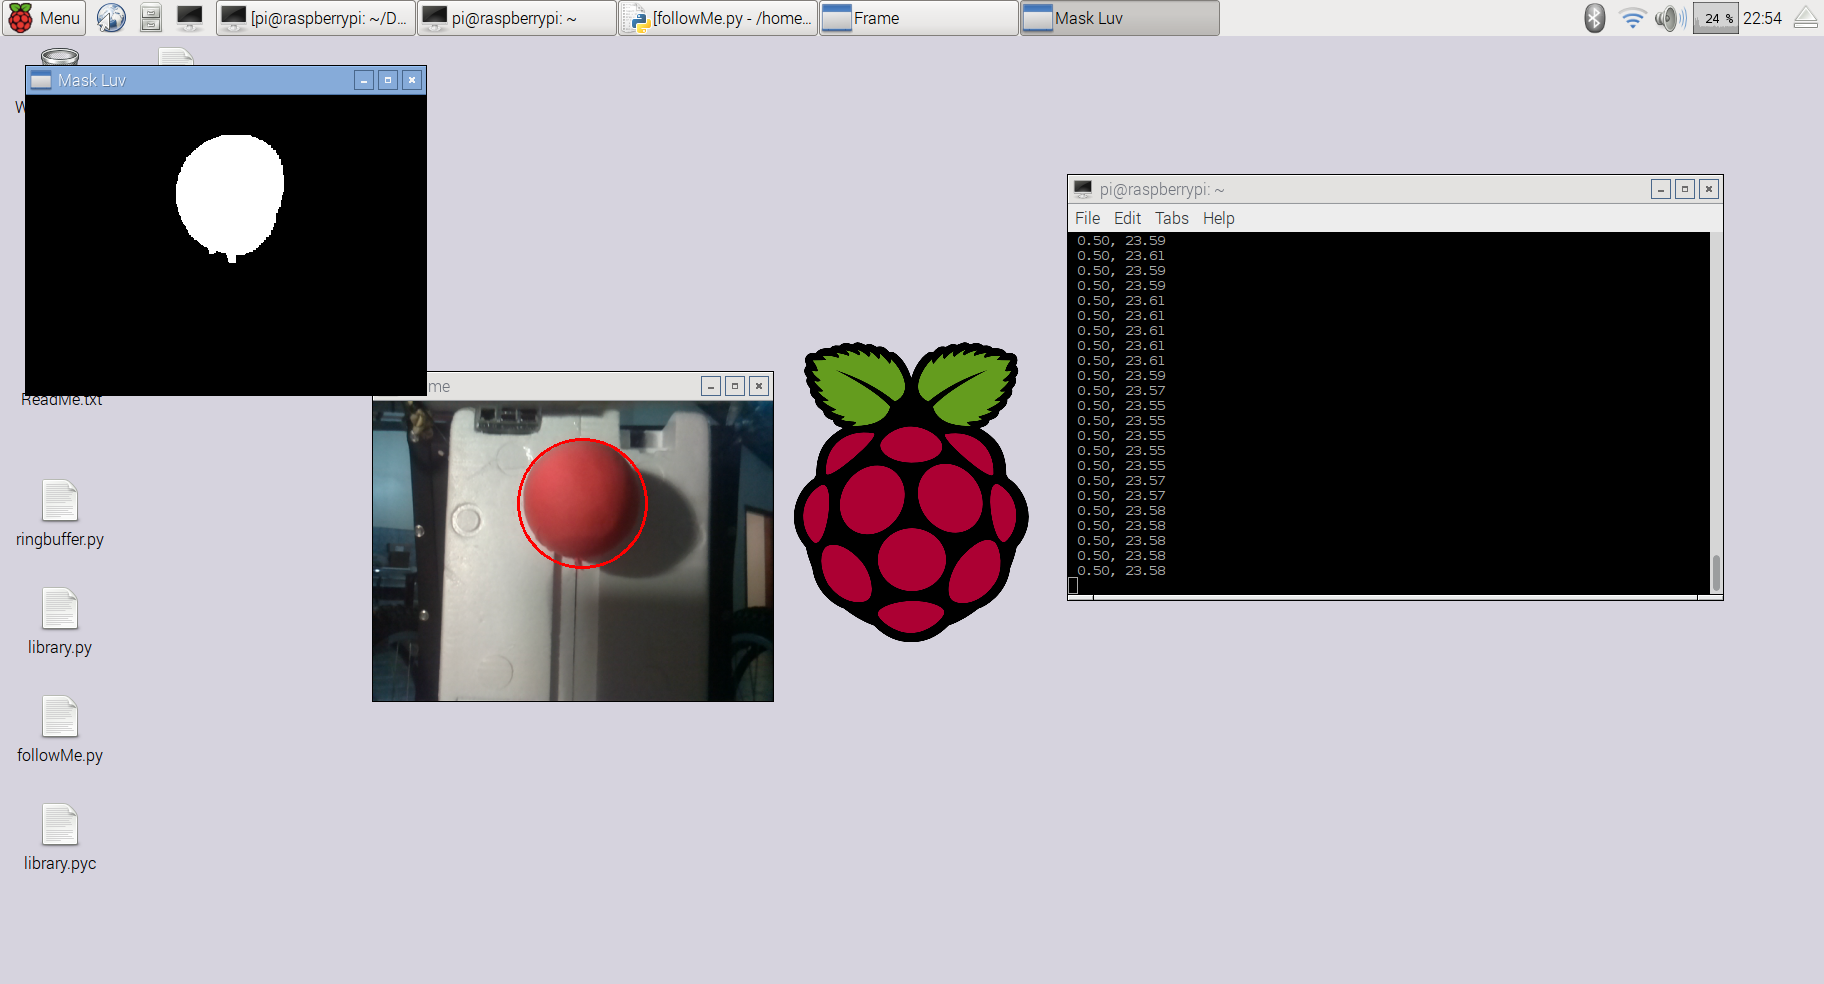 Menu
[pi@raspberrypi: ~/D...
pi@raspberrypi: ~
[followMe.py - /home...
Frame
Mask Luv
24 %
22:54
Mask Luv
me
ReadMe.txt
ringbuffer.py
library.py
followMe.py
library.pyc
pi@raspberrypi: ~
File Edit Tabs Help
0.50, 23.59
0.50, 23.61
0.50, 23.59
0.50, 23.59
0.50, 23.61
0.50, 23.61
0.50, 23.61
0.50, 23.61
0.50, 23.61
0.50, 23.59
0.50, 23.57
0.50, 23.55
0.50, 23.55
0.50, 23.55
0.50, 23.55
0.50, 23.55
0.50, 23.57
0.50, 23.57
0.50, 23.58
0.50, 23.58
0.50, 23.58
0.50, 23.58
0.50, 23.58